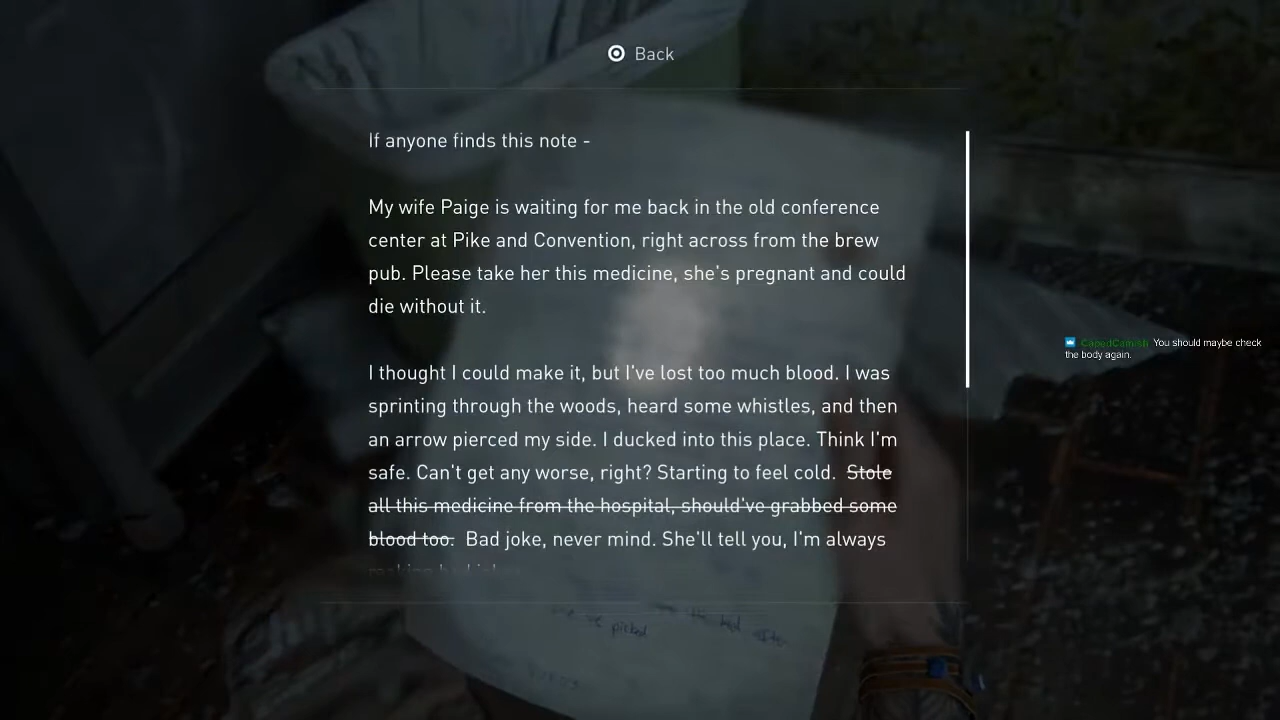 Back
If anyone finds this note -
My wife Paige is waiting for me back in the old conference
center at Pike and Convention, right across from the brew
pub. Please take her this medicine, she's pregnant and could
die without it.
I thought I could make it, but I've lost too much blood. I was
sprinting through the woods, heard some whistles, and then
an arrow pierced my side. I ducked into this place. Think I'm
safe. Can't get any worse, right? Starting to feel cold. Stole
all this medicine from the hospital, should've grabbed some
blood too. Bad joke, never mind. She'll tell you, I'm always
making bad jokes
CapedCamish You should maybe check
the body again.
picked